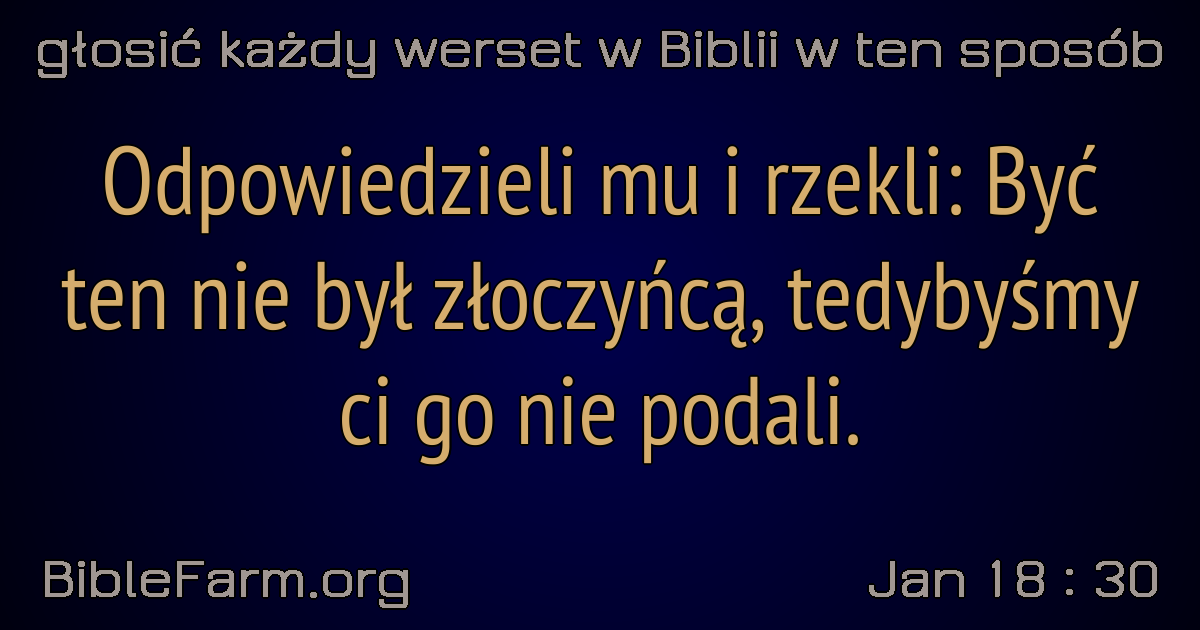 głosić każdy werset w Biblii w ten sposób
Odpowiedzieli mu i rzekli: Być
ten nie był złoczyńcą, tedybyśmy
ci go nie podali.
BibleFarm.org
Jan 18 : 30